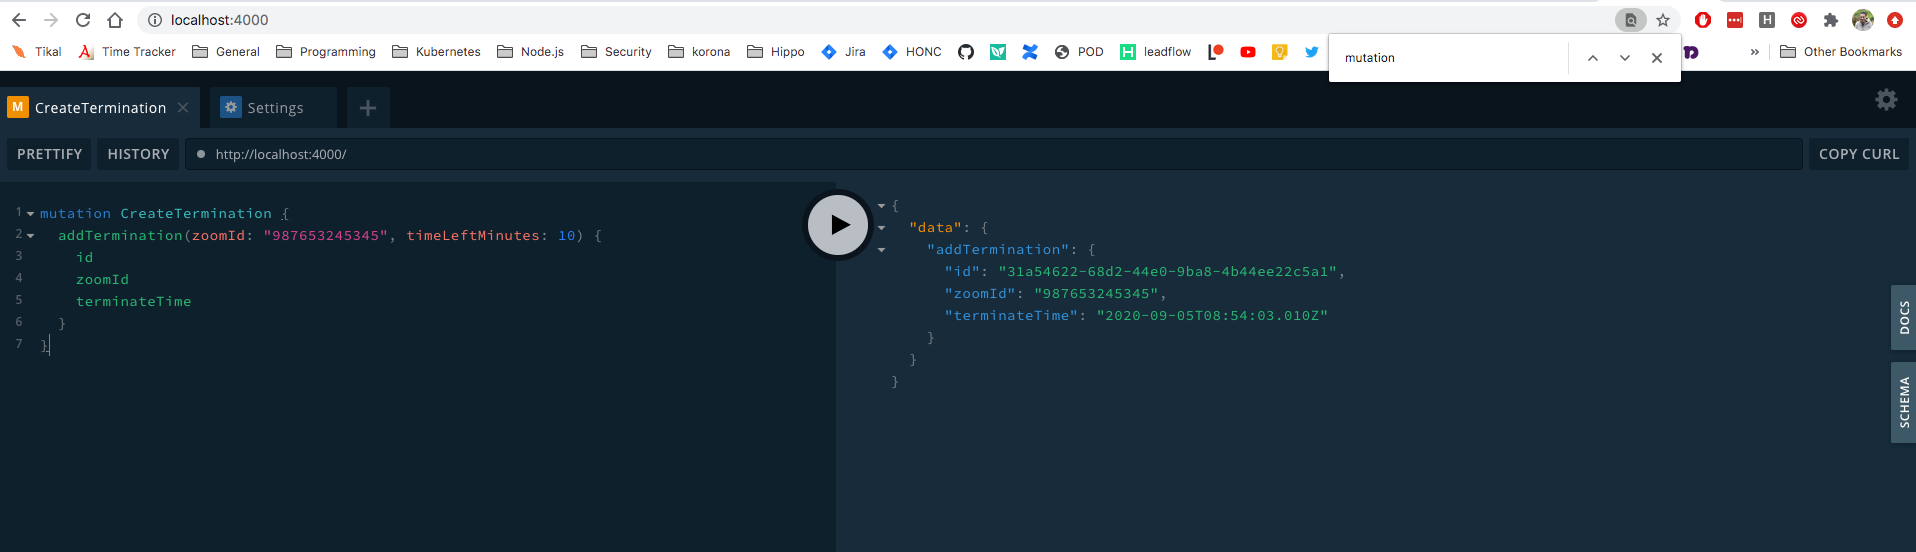 localhost:4000
Tikal Time Tracker General Programming Kubernetes Node.js Security korona Hippo Jira HONC POD leadflow » Other Bookmarks
mutation
M CreateTermination Settings
PRETTIFY HISTORY http://localhost:4000/ COPY CURL
1 mutation CreateTermination {
2 addTermination(zoomId: "987653245345", timeLeftMinutes: 10) {
3 id
4 zoomId
5 terminateTime
6 }
7 }
{
"data": {
"addTermination": {
"id": "31a54622-68d2-44e0-9ba8-4b44ee22c5a1",
"zoomId": "987653245345",
"terminateTime": "2020-09-05T08:54:03.010Z"
}
}
}
DOCS
SCHEMA